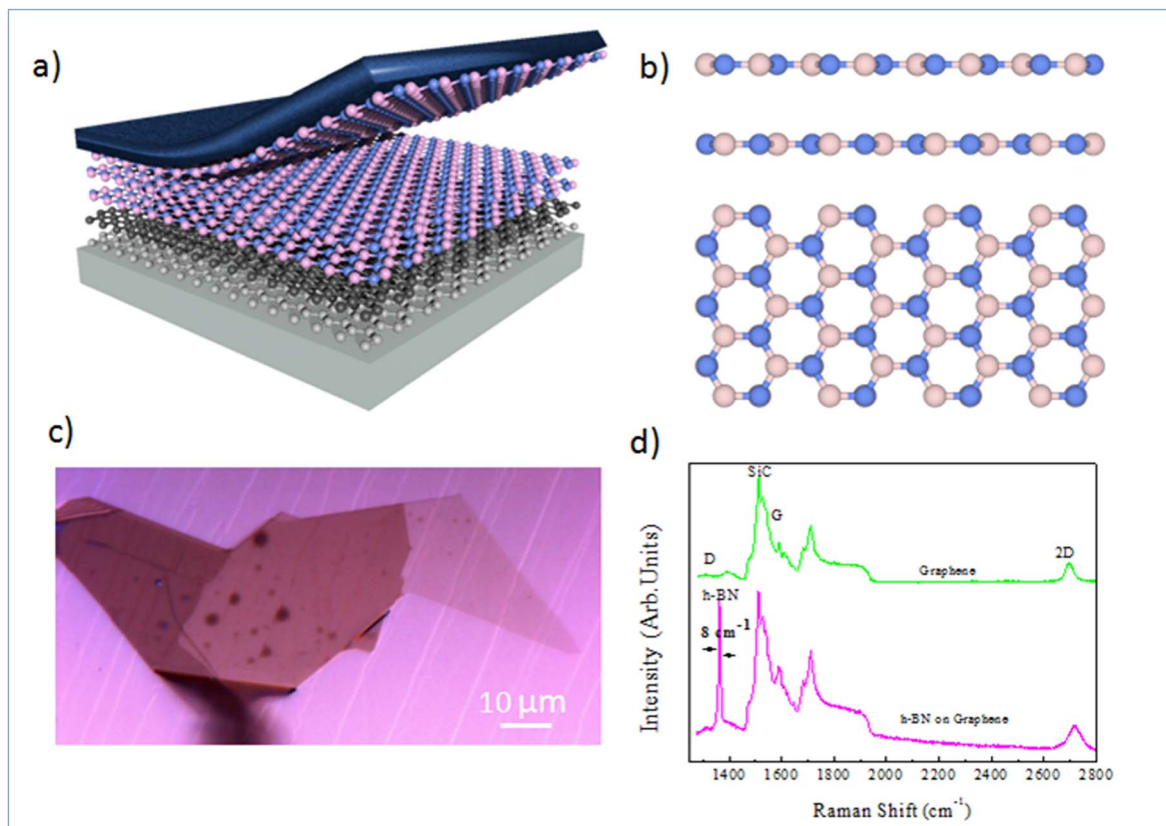 a)
b)
c)
10 μm
d)
SiC
G
D
2D
Graphene
h-BN
8 cm⁻¹
h-BN on Graphene
Intensity (Arb.Units)
1400 1600 1800 2000 2200 2400 2600 2800
Raman Shift (cm⁻¹)